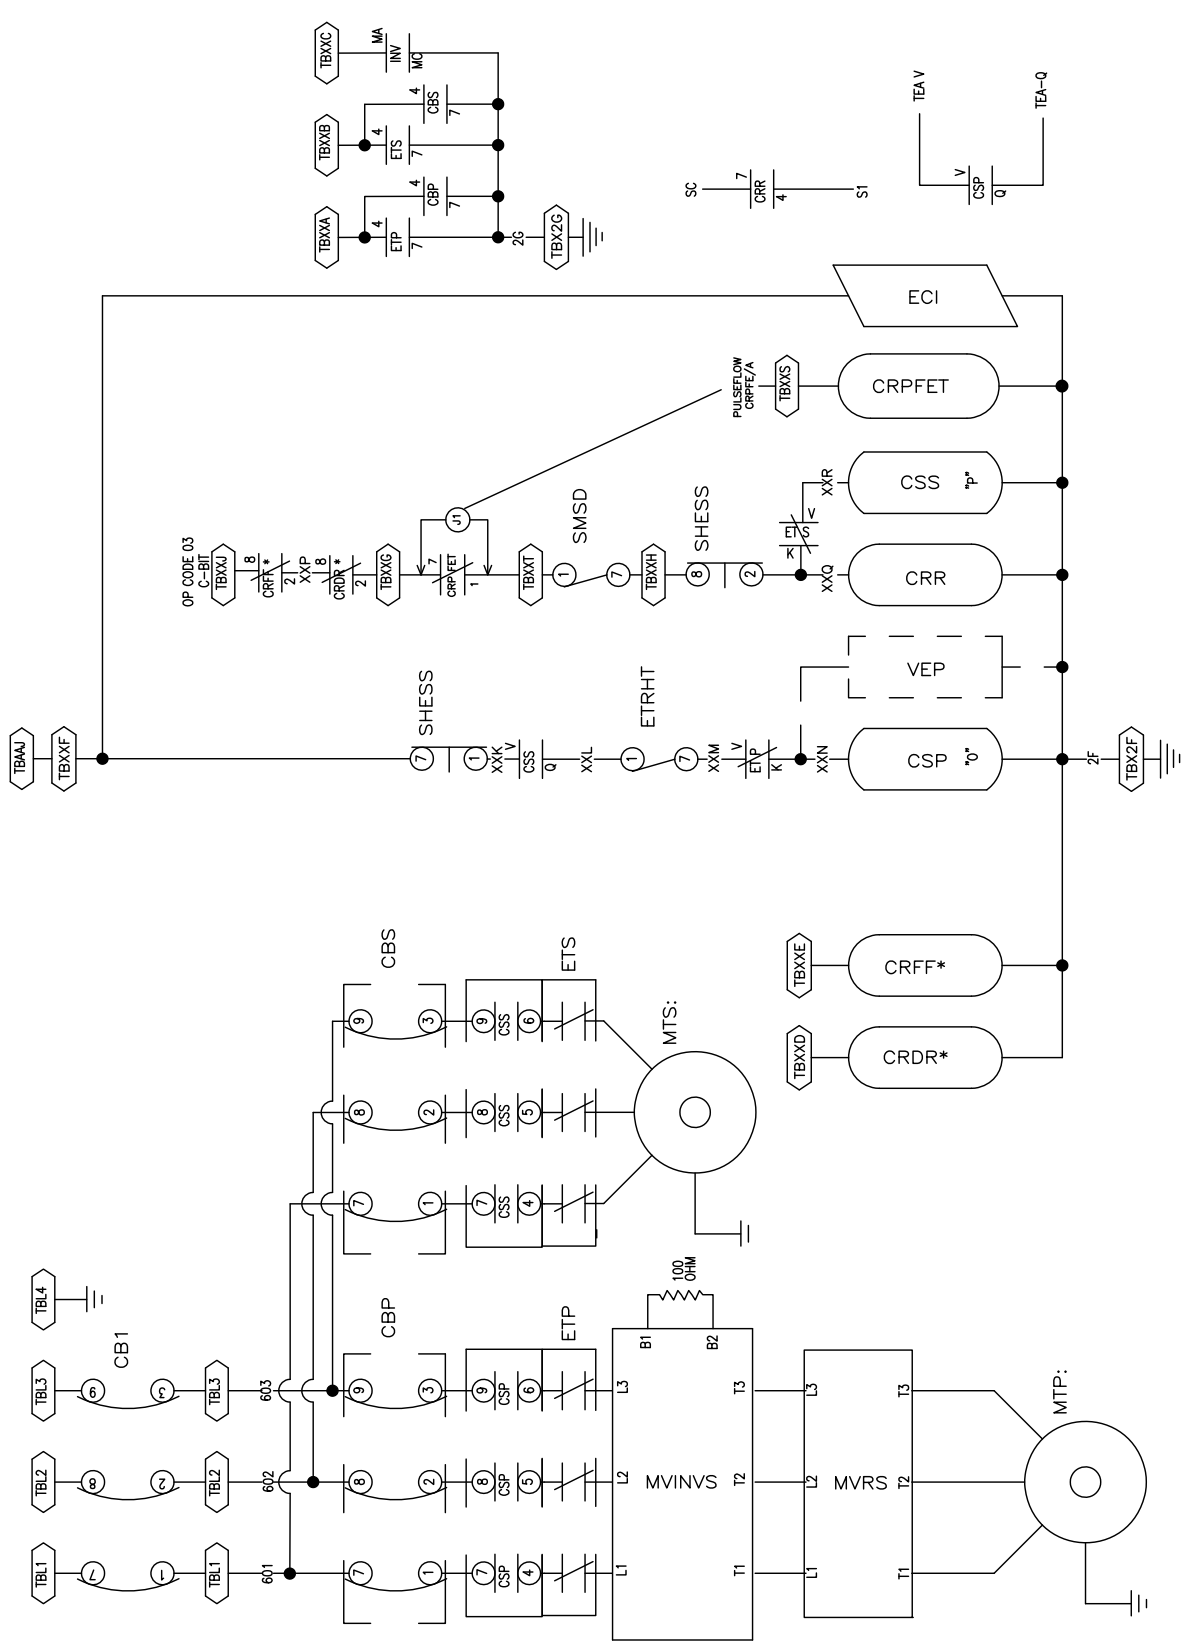 TBXXC
MA
INV
MC
TBXXB
4
CBS
7
4
ETS
7
TBXXA
4
CBP
7
4
ETP
7
2G
TBX2G
TEA V
TEA-Q
V
CSP
Q
SC
7
CRR
4
S1
ECI
PULSEFLOW
CRPFE/A
TBXXS
CRPFET
J1
OP CODE 03
C-BIT
TBXXJ
8
CRFF *
2
XXP
8
CRDR *
2
TBXXG
7
CRPFET
1
TBXXT
SMSD
1
7
TBXXH
SHESS
8
2
ETS
V
K
XXR
CSS "P"
XXQ
CRR
VEP
TBAAJ
TBXXF
SHESS
7
1
XXK
V
CSS
Q
XXL
ETRHT
1
7
XXM
V
ETP
K
XXN
CSP "O"
2F
TBX2F
TBXXE
CRFF*
TBXXD
CRDR*
CBS
9
3
8
2
7
1
ETS
9
CSS
6
8
CSS
5
7
CSS
4
MTS:
TBL4
CB1
TBL3
9
3
TBL3
603
TBL2
8
2
TBL2
602
TBL1
7
1
TBL1
601
CBP
9
3
8
2
7
1
ETP
9
CSP
6
8
CSP
5
7
CSP
4
100
OHM
B1
B2
L3
L2
L1
MVINVS
T3
T2
T1
L3
L2
L1
MVRS
T3
T2
T1
MTP: